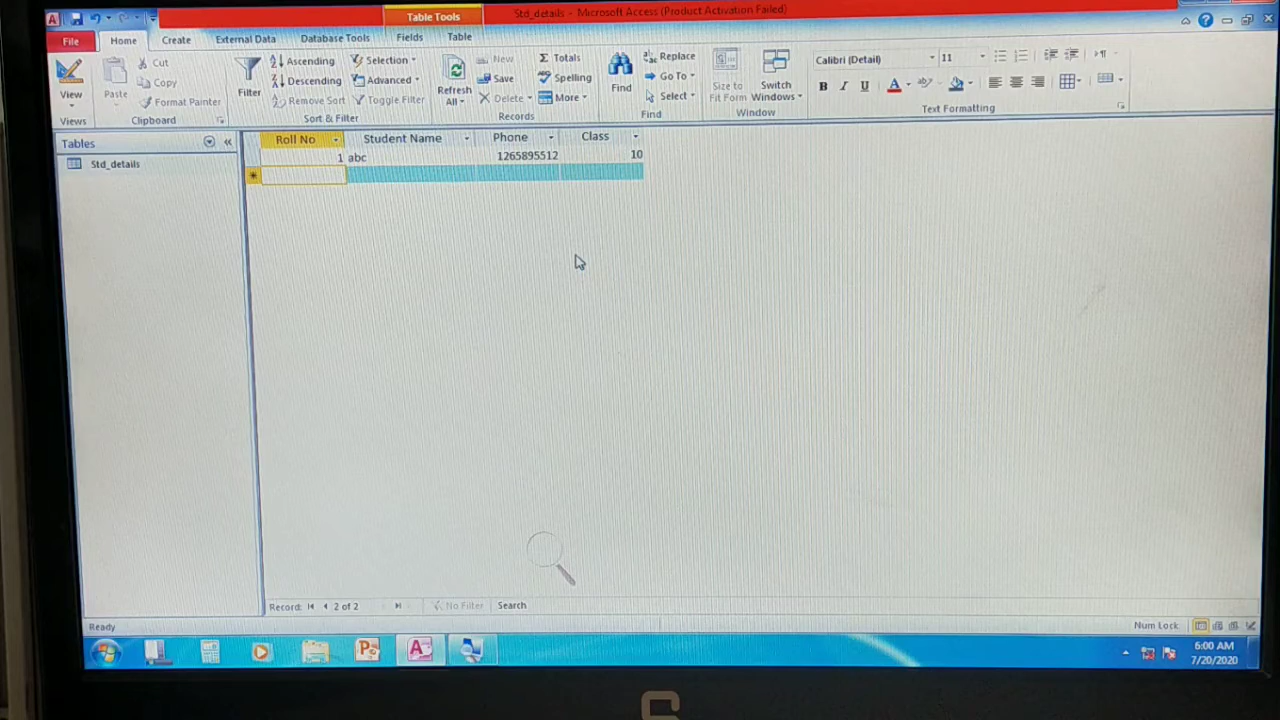 Std_details - Microsoft Access (Product Activation Failed)
Table Tools
File Home Create External Data Database Tools Fields Table
View
Views
Paste
Cut
Copy
Format Painter
Clipboard
Filter
Ascending
Descending
Remove Sort
Selection
Advanced
Toggle Filter
Sort & Filter
Refresh
All
New
Save
Delete
Totals
Spelling
More
Records
Find
Replace
Go To
Select
Find
Size to
Fit Form
Switch
Windows
Window
Calibri (Detail) 11
B I U A
Text Formatting
Tables
Std_details
Roll No Student Name Phone Class
1 abc 1265895512 10
Record: 2 of 2 No Filter Search
Ready Num Lock
6:00 AM
7/20/2020